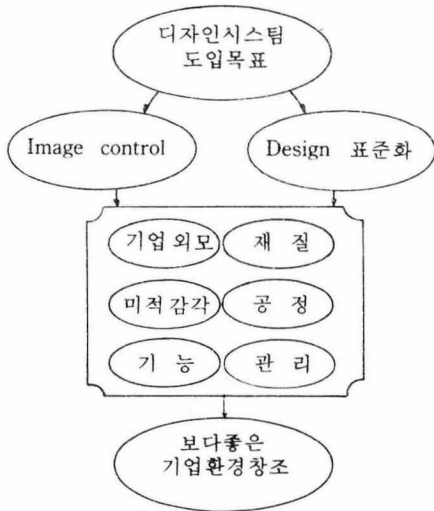 디자인시스팀
도입목표
Image control
Design 표준화
기업외모
재 질
미적감각
공 정
기 능
관 리
보다좋은
기업환경창조